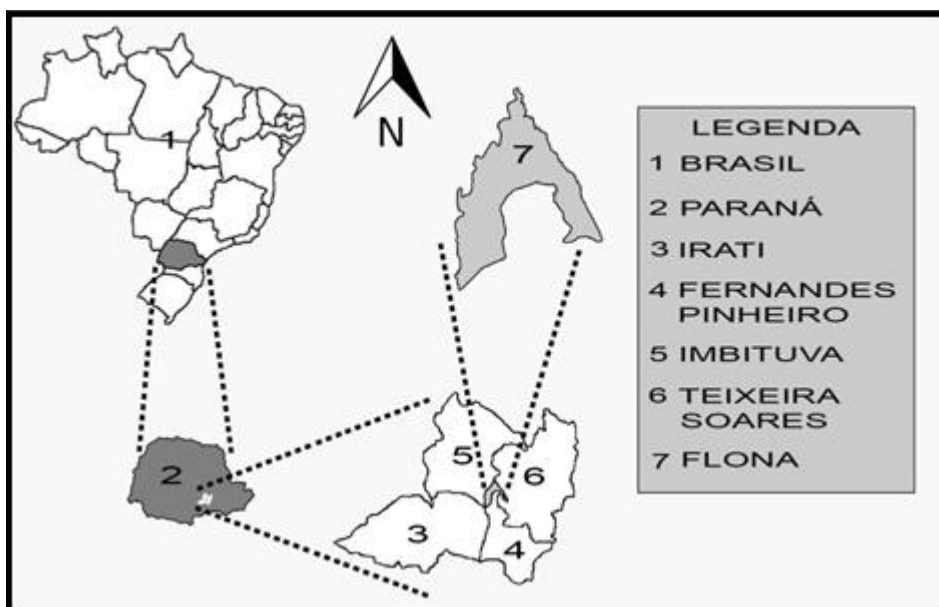 1
N
7
2
5
6
3
4
LEGENDA
1 BRASIL
2 PARANÁ
3 IRATI
4 FERNANDES
PINHEIRO
5 IMBITUVA
6 TEIXEIRA
SOARES
7 FLONA